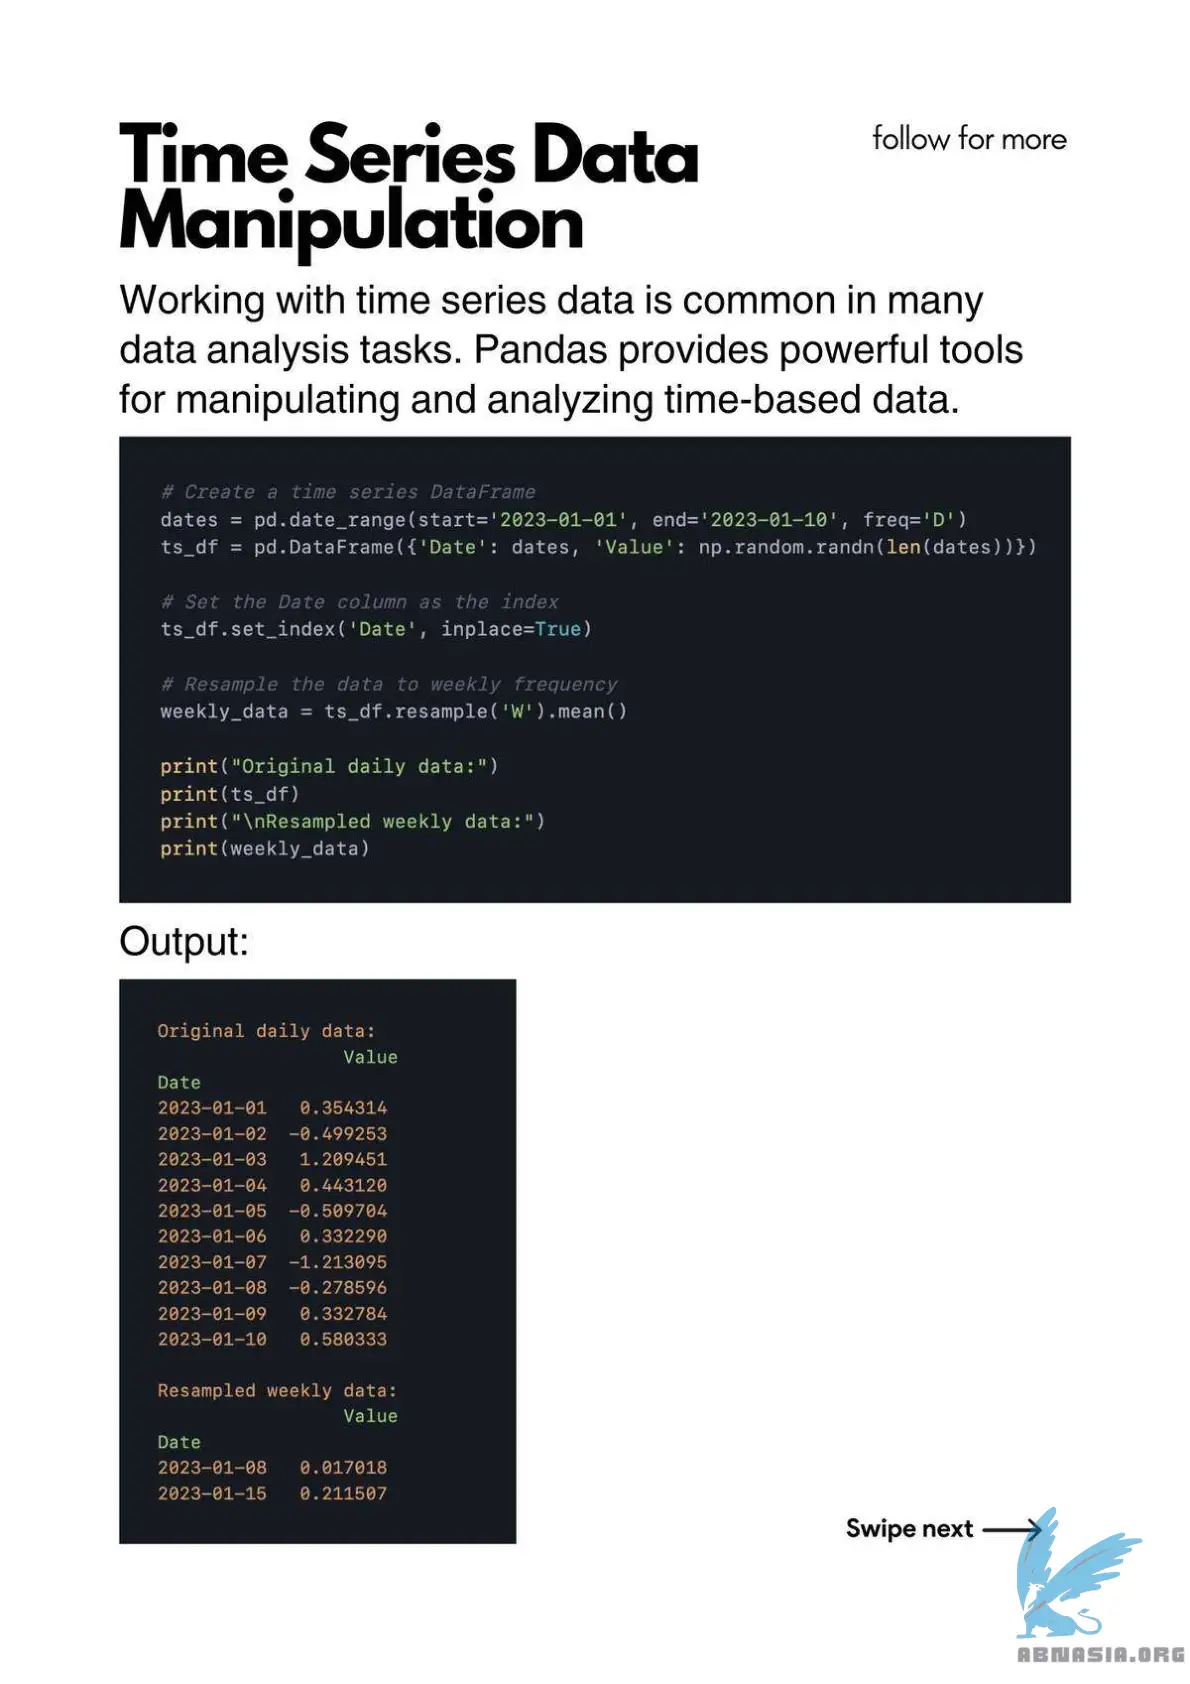 Time Series Data
Manipulation
follow for more
Working with time series data is common in many
data analysis tasks. Pandas provides powerful tools
for manipulating and analyzing time-based data.
# Create a time series DataFrame
dates = pd.date_range(start='2023-01-01', end='2023-01-10', freq='D')
ts_df = pd.DataFrame({'Date': dates, 'Value': np.random.randn(len(dates))})
# Set the Date column as the index
ts_df.set_index('Date', inplace=True)
# Resample the data to weekly frequency
weekly_data = ts_df.resample('W').mean()
print("Original daily data:")
print(ts_df)
print("\nResampled weekly data:")
print(weekly_data)
Output:
Original daily data:
Value
Date
2023-01-01 0.354314
2023-01-02 -0.499253
2023-01-03 1.209451
2023-01-04 0.443120
2023-01-05 -0.509704
2023-01-06 0.332290
2023-01-07 -1.213095
2023-01-08 -0.278596
2023-01-09 0.332784
2023-01-10 0.580333
Resampled weekly data:
Value
Date
2023-01-08 0.017018
2023-01-15 0.211507
Swipe next
ABNASIA.ORG